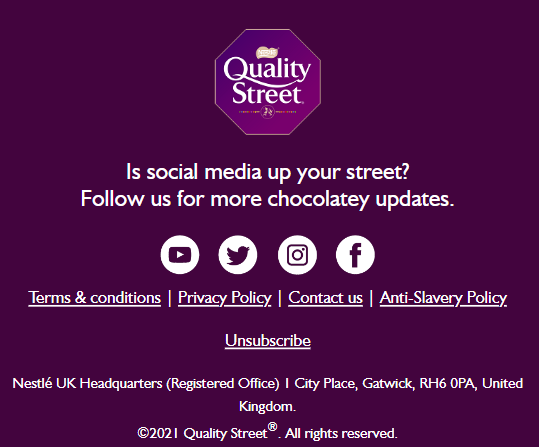 Nestlé
Quality
Street
Is social media up your street?
Follow us for more chocolatey updates.
Terms & conditions | Privacy Policy | Contact us | Anti-Slavery Policy
Unsubscribe
Nestlé UK Headquarters (Registered Office) 1 City Place, Gatwick, RH6 0PA, United
Kingdom.
©2021 Quality Street®. All rights reserved.